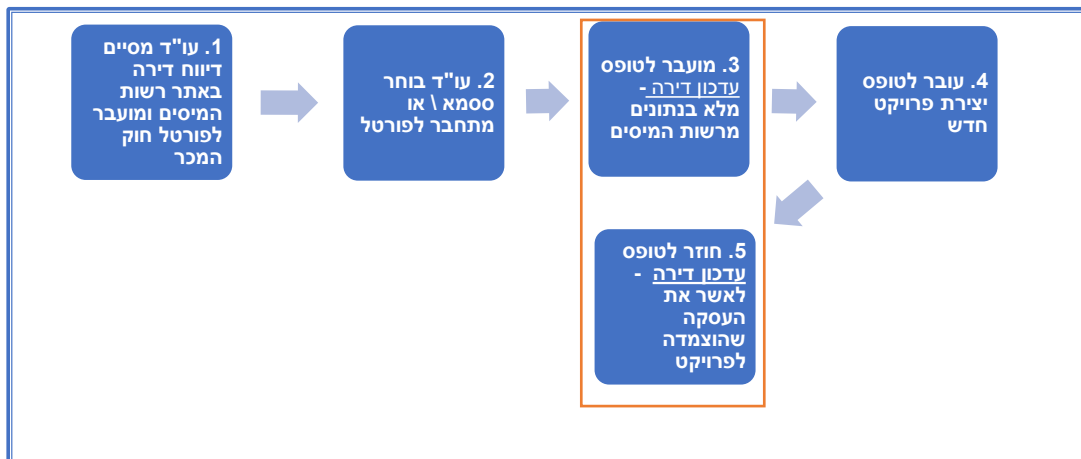 1. עו"ד מסיים
דיווח דירה
באתר רשות
המיסים ומועבר
לפורטל חוק
המכר
2. עו"ד בוחר
ססמא \ או
מתחבר לפורטל
3. מועבר לטופס
עדכון דירה -
מלא בנתונים
מרשות המיסים
4. עובר לטופס
יצירת פרויקט
חדש
5. חוזר לטופס
עדכון דירה -
לאשר את
העסקה
שהוצמדה
לפרויקט